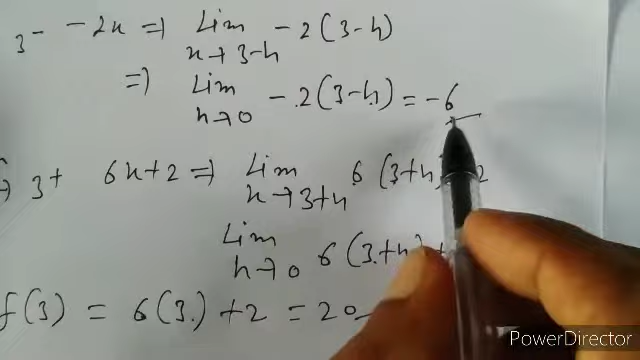 3⁻ -2x => Lim -2(3-h)
x→3-h
=> Lim -2(3-h) = -6
h→0
→ 3+ 6x+2 => Lim 6(3+h) 2
x→3+h
Lim 6(3+h)+
h→0
f(3) = 6(3)+2 = 20
PowerDirector